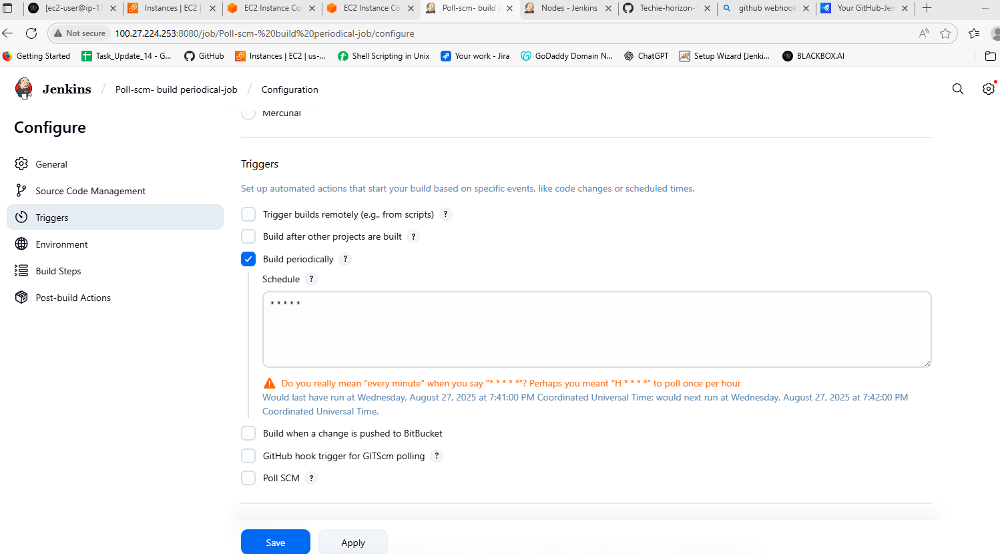 [ec2-user@ip-17
Instances | EC2 |
EC2 Instance Co
EC2 Instance Co
Poll-scm- build p
Nodes - Jenkins
Techie-horizon-1
github webhook
Your GitHub-Jen
Not secure 100.27.224.253:8080/job/Poll-scm-%20build%20periodical-job/configure
Getting Started Task_Update_14 - G... GitHub Instances | EC2 | us-... Shell Scripting in Unix Your work - Jira GoDaddy Domain N... ChatGPT Setup Wizard [Jenki... BLACKBOX.AI
Jenkins / Poll-scm- build periodical-job / Configuration
Configure
General
Source Code Management
Triggers
Environment
Build Steps
Post-build Actions
Mercurial
Triggers
Set up automated actions that start your build based on specific events, like code changes or scheduled times.
Trigger builds remotely (e.g., from scripts) ?
Build after other projects are built ?
Build periodically ?
Schedule ?
* * * * *
Do you really mean "every minute" when you say "* * * * *"? Perhaps you meant "H * * * *" to poll once per hour
Would last have run at Wednesday, August 27, 2025 at 7:41:00 PM Coordinated Universal Time; would next run at Wednesday, August 27, 2025 at 7:42:00 PM
Coordinated Universal Time.
Build when a change is pushed to BitBucket
GitHub hook trigger for GITScm polling ?
Poll SCM ?
Save
Apply